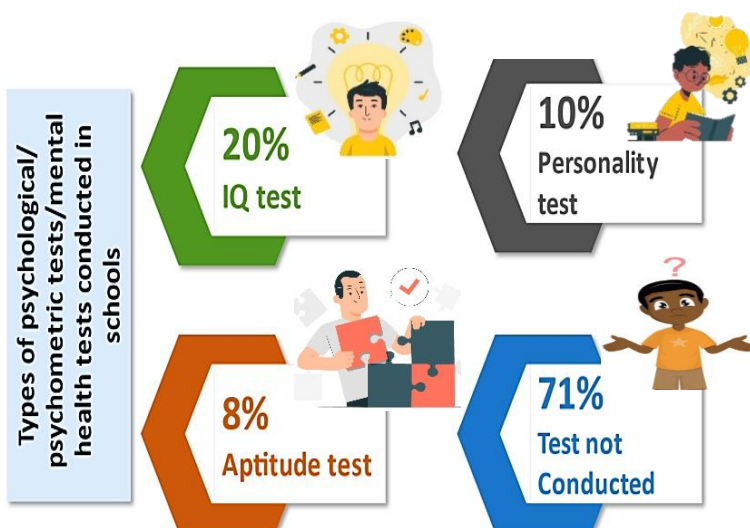 Types of psychological/
psychometric tests/mental
health tests conducted in
schools
20%
IQ test
10%
Personality
test
8%
Aptitude test
?
71%
Test not
Conducted